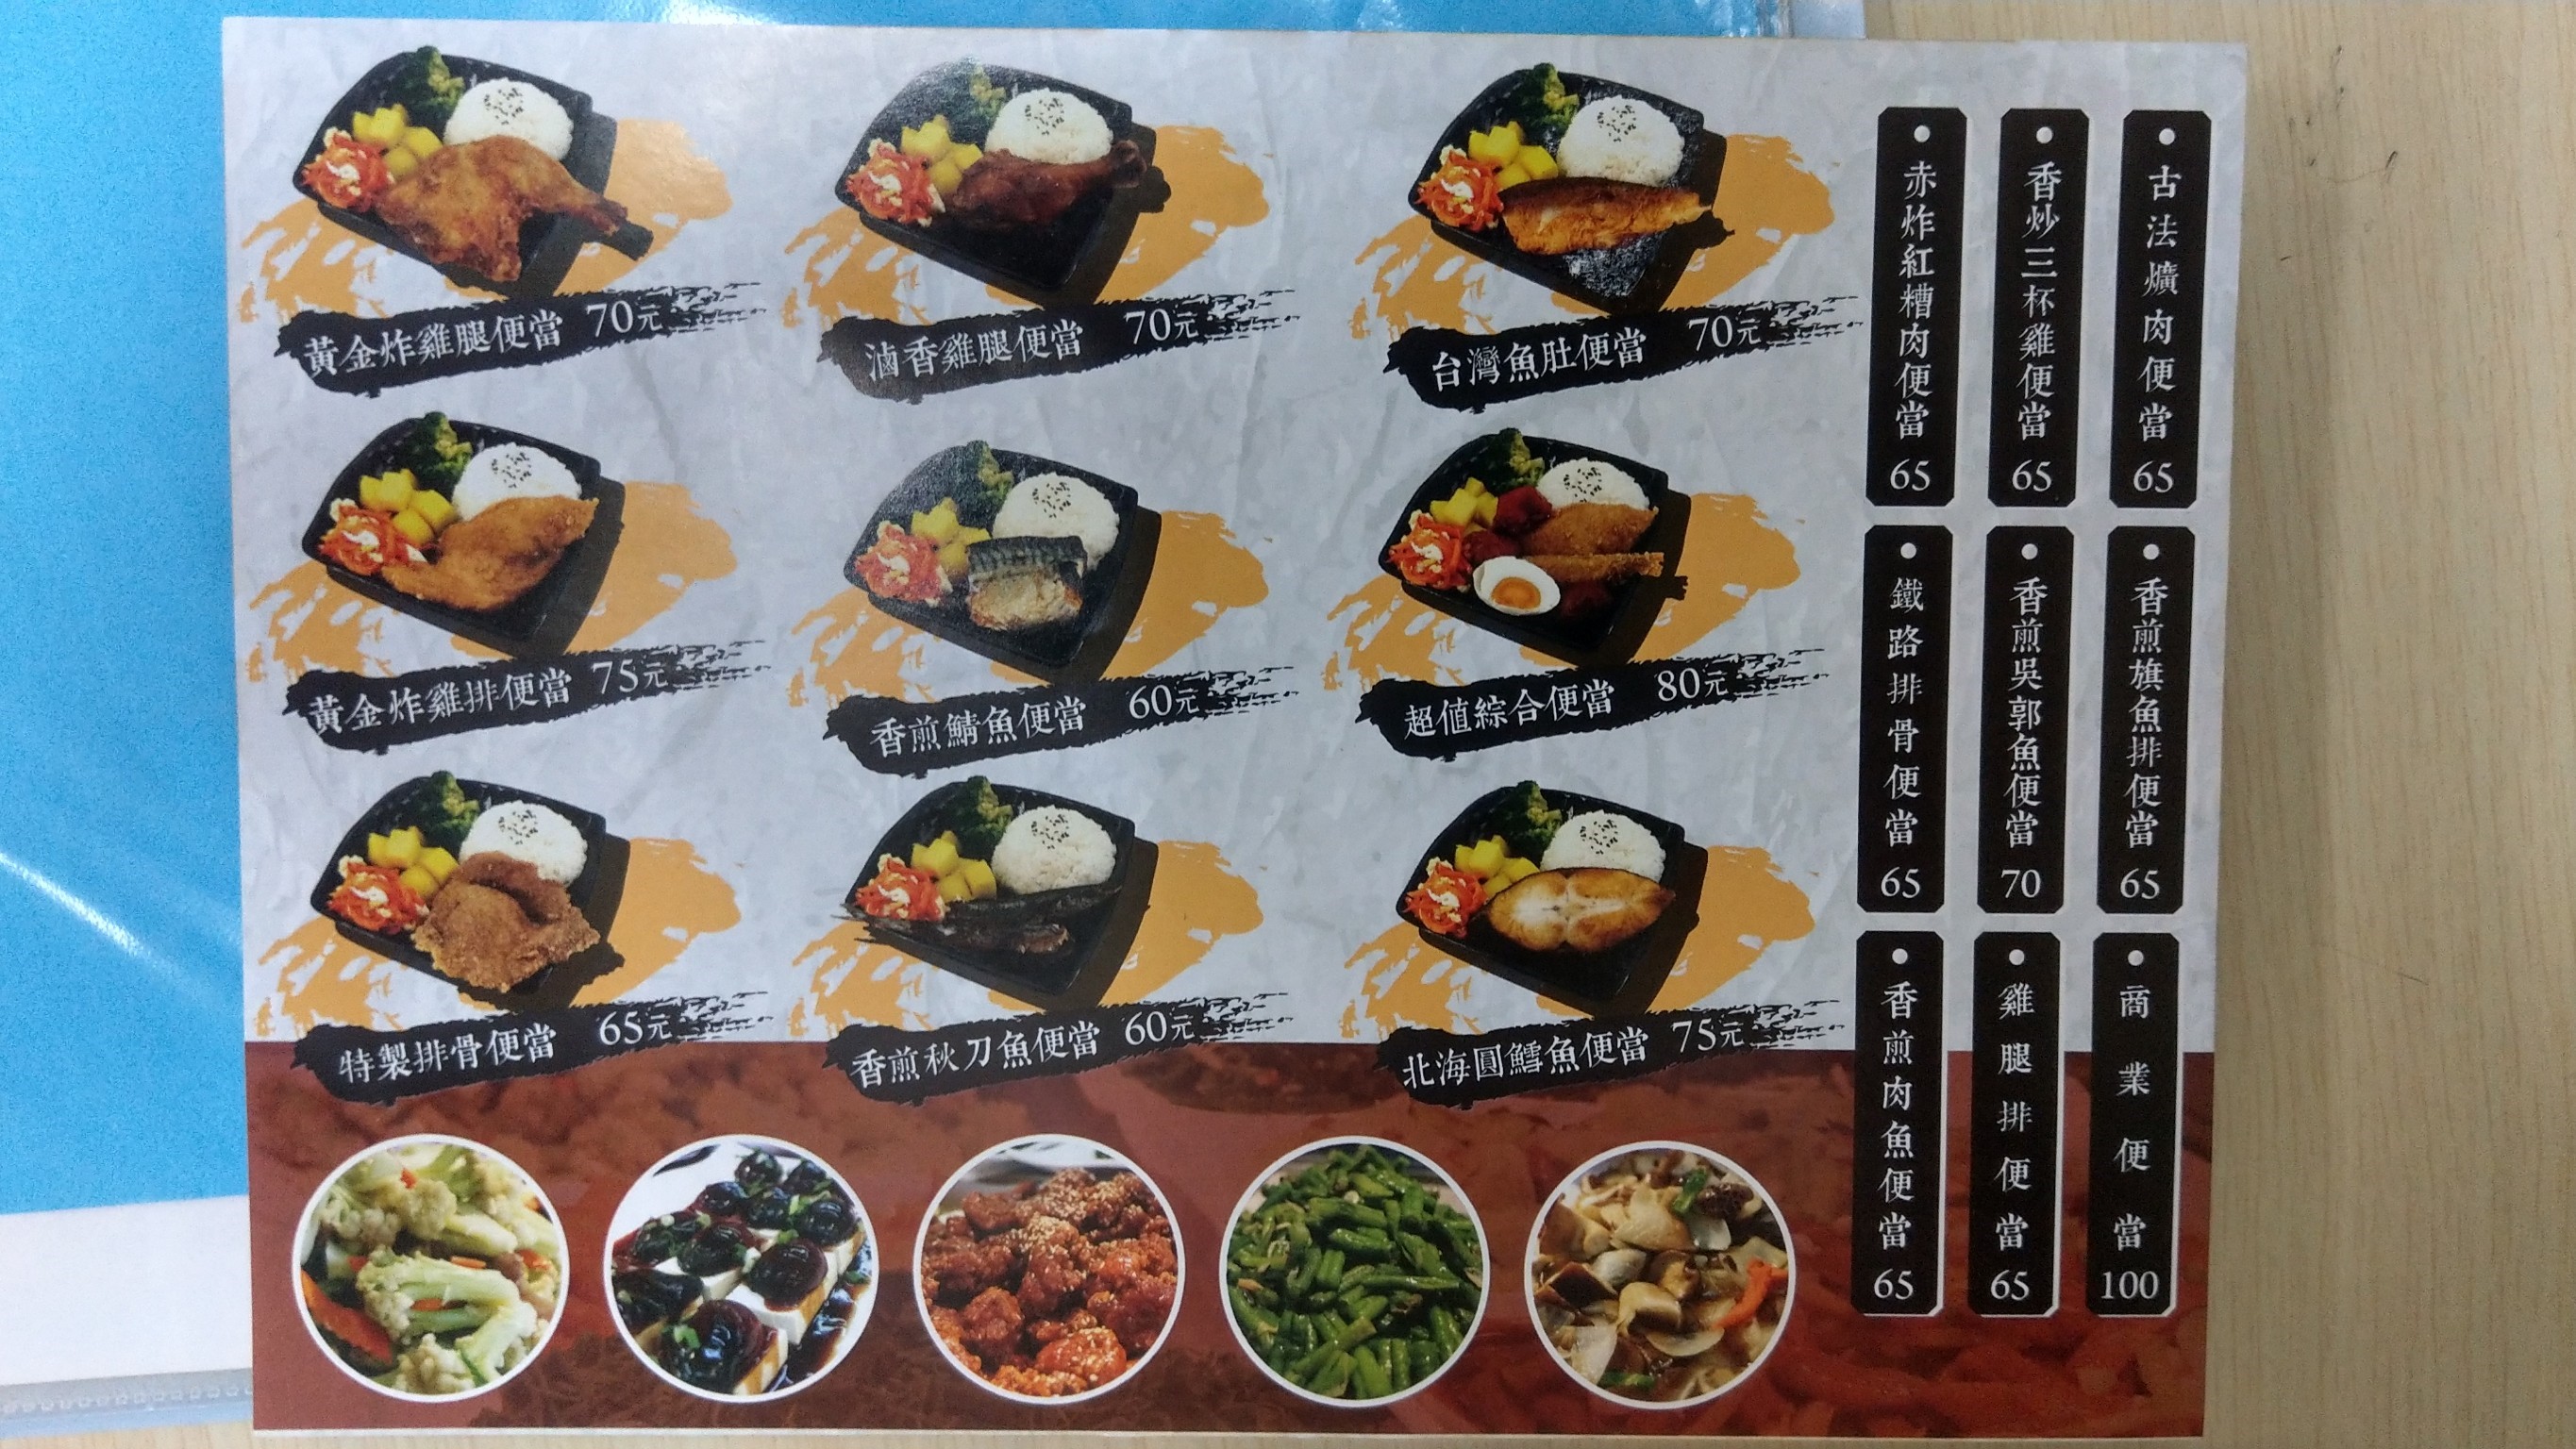 黃金炸雞腿便當 70元
滷香雞腿便當 70元
台灣魚肚便當 70元
黃金炸雞排便當 75元
香煎鯖魚便當 60元
超值綜合便當 80元
特製排骨便當 65元
香煎秋刀魚便當 60元
北海圓鱈魚便當 75元
古法爌肉便當 65
香炒三杯雞便當 65
赤炸紅糟肉便當 65
香煎旗魚排便當 65
香煎吳郭魚便當 70
鐵路排骨便當 65
商業便當 100
雞腿排便當 65
香煎肉魚便當 65